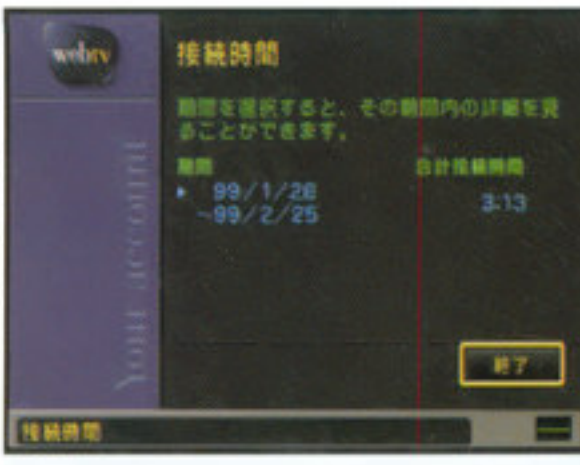 webtv
接続時間
期間を選択すると、その期間内の詳細を見
ることができます。
期間 合計接続時間
99/1/26 3:13
~99/2/25
Your account
終了
接続時間